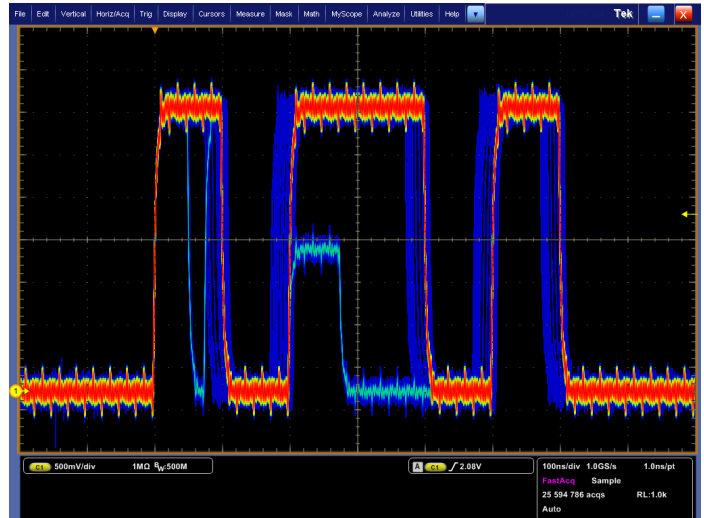 File Edit Vertical Horiz/Acq Trig Display Cursors Measure Mask Math MyScope Analyze Utilities Help Tek X
1
C1 500mV/div 1MΩ BW:500M
A C1 2.08V
100ns/div 1.0GS/s 1.0ns/pt
FastAcq Sample
25 594 786 acqs RL:1.0k
Auto